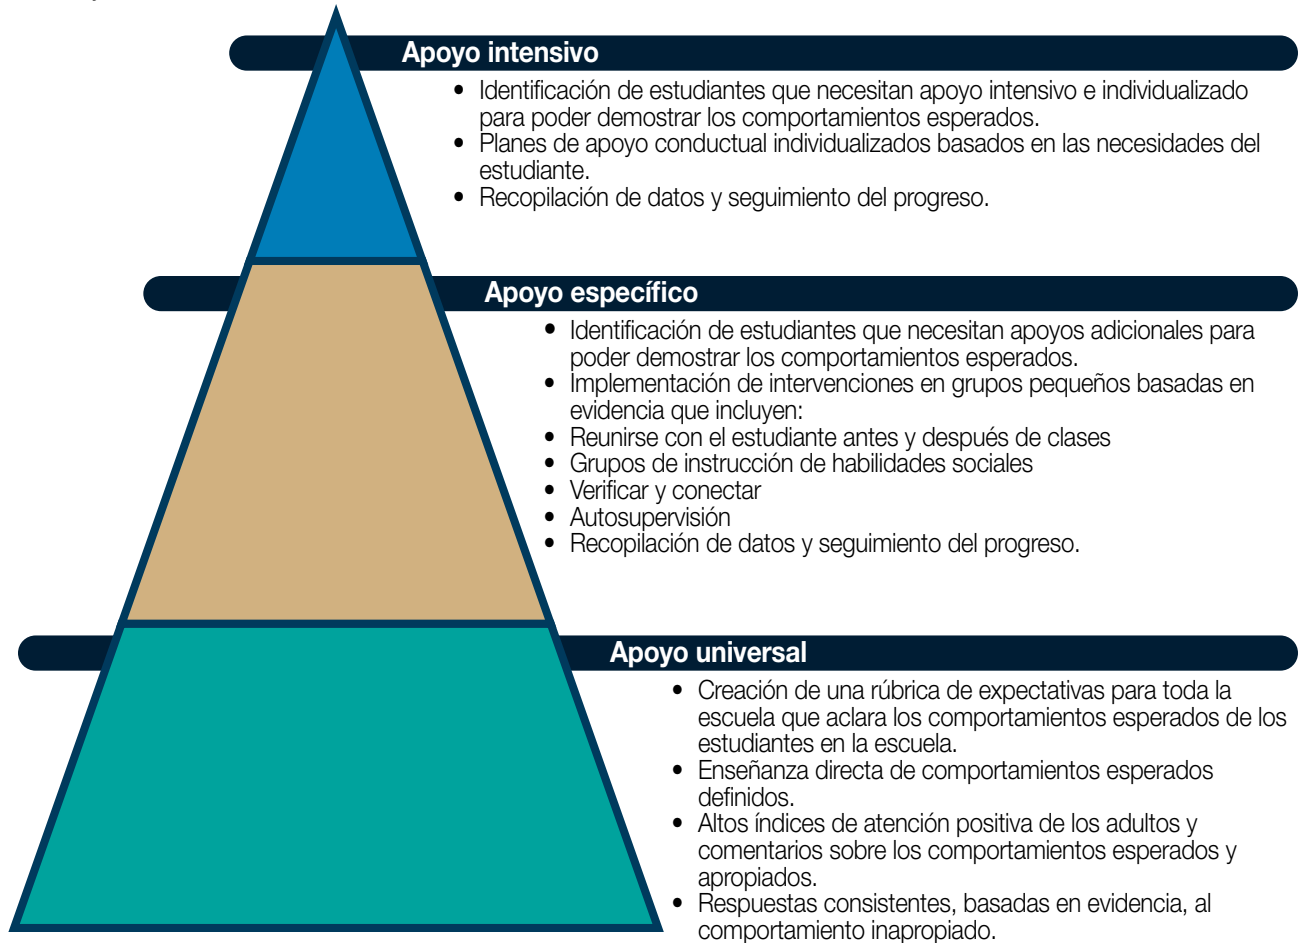 Apoyo intensivo
• Identificación de estudiantes que necesitan apoyo intensivo e individualizado
para poder demostrar los comportamientos esperados.
• Planes de apoyo conductual individualizados basados en las necesidades del
estudiante.
• Recopilación de datos y seguimiento del progreso.
Apoyo específico
• Identificación de estudiantes que necesitan apoyos adicionales para
poder demostrar los comportamientos esperados.
• Implementación de intervenciones en grupos pequeños basadas en
evidencia que incluyen:
• Reunirse con el estudiante antes y después de clases
• Grupos de instrucción de habilidades sociales
• Verificar y conectar
• Autosupervisión
• Recopilación de datos y seguimiento del progreso.
Apoyo universal
• Creación de una rúbrica de expectativas para toda la
escuela que aclara los comportamientos esperados de los
estudiantes en la escuela.
• Enseñanza directa de comportamientos esperados
definidos.
• Altos índices de atención positiva de los adultos y
comentarios sobre los comportamientos esperados y
apropiados.
• Respuestas consistentes, basadas en evidencia, al
comportamiento inapropiado.